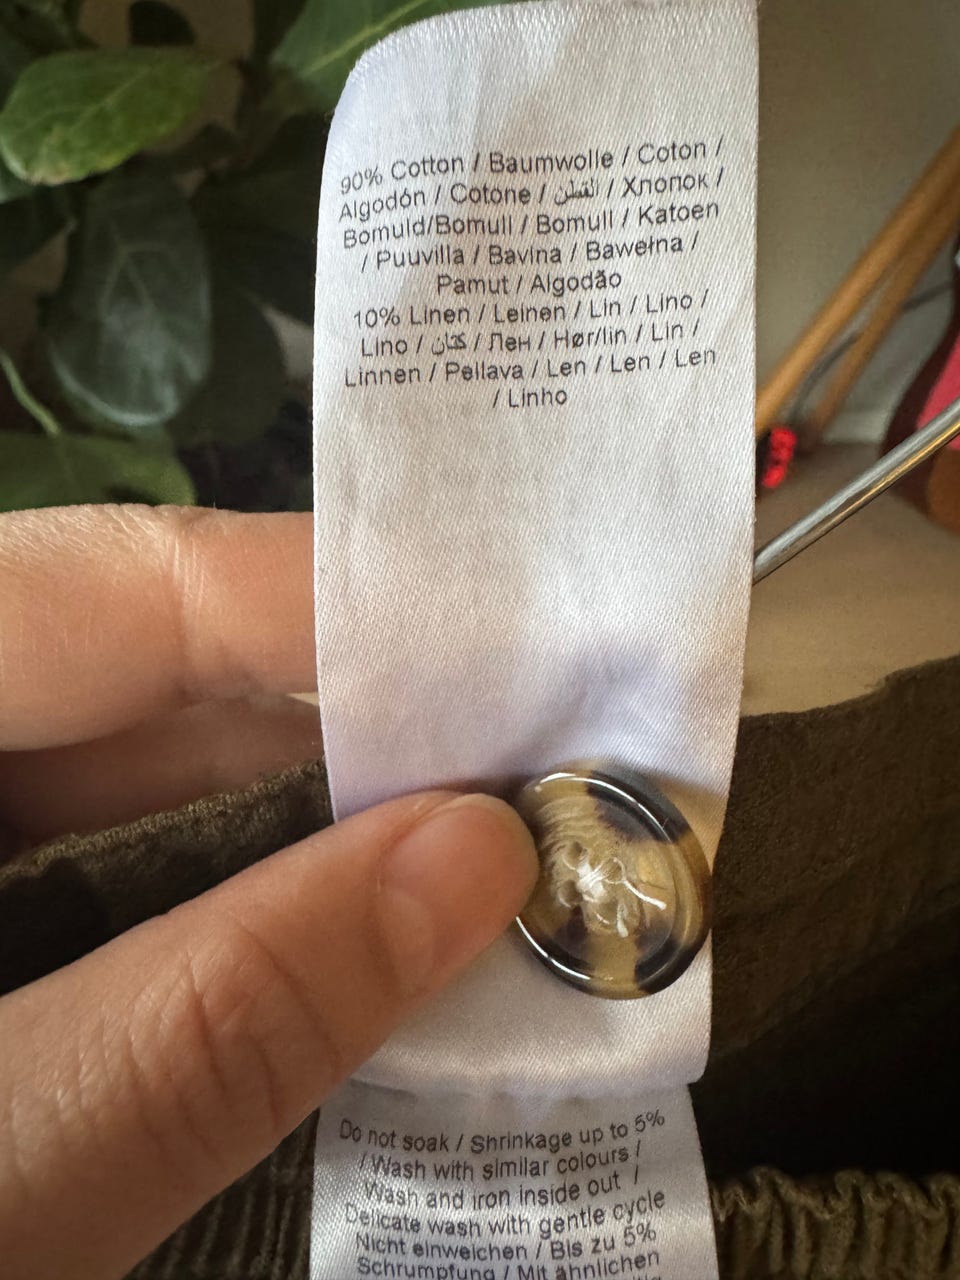 90% Cotton / Baumwolle / Coton /
Algodón / Cotone / القطن / Хлопок /
Bomuld/Bomull / Bomull / Katoen
/ Puuvilla / Bavlna / Bawełna /
Pamut / Algodão
10% Linen / Leinen / Lin / Lino /
Lino / كتان / Лен / Hør/lin / Lin /
Linnen / Pellava / Len / Len / Len
/ Linho
Do not soak / Shrinkage up to 5%
/ Wash with similar colours /
Wash and iron inside out /
Delicate wash with gentle cycle
Nicht einweichen / Bis zu 5%
Schrumpfung / Mit ähnlichen